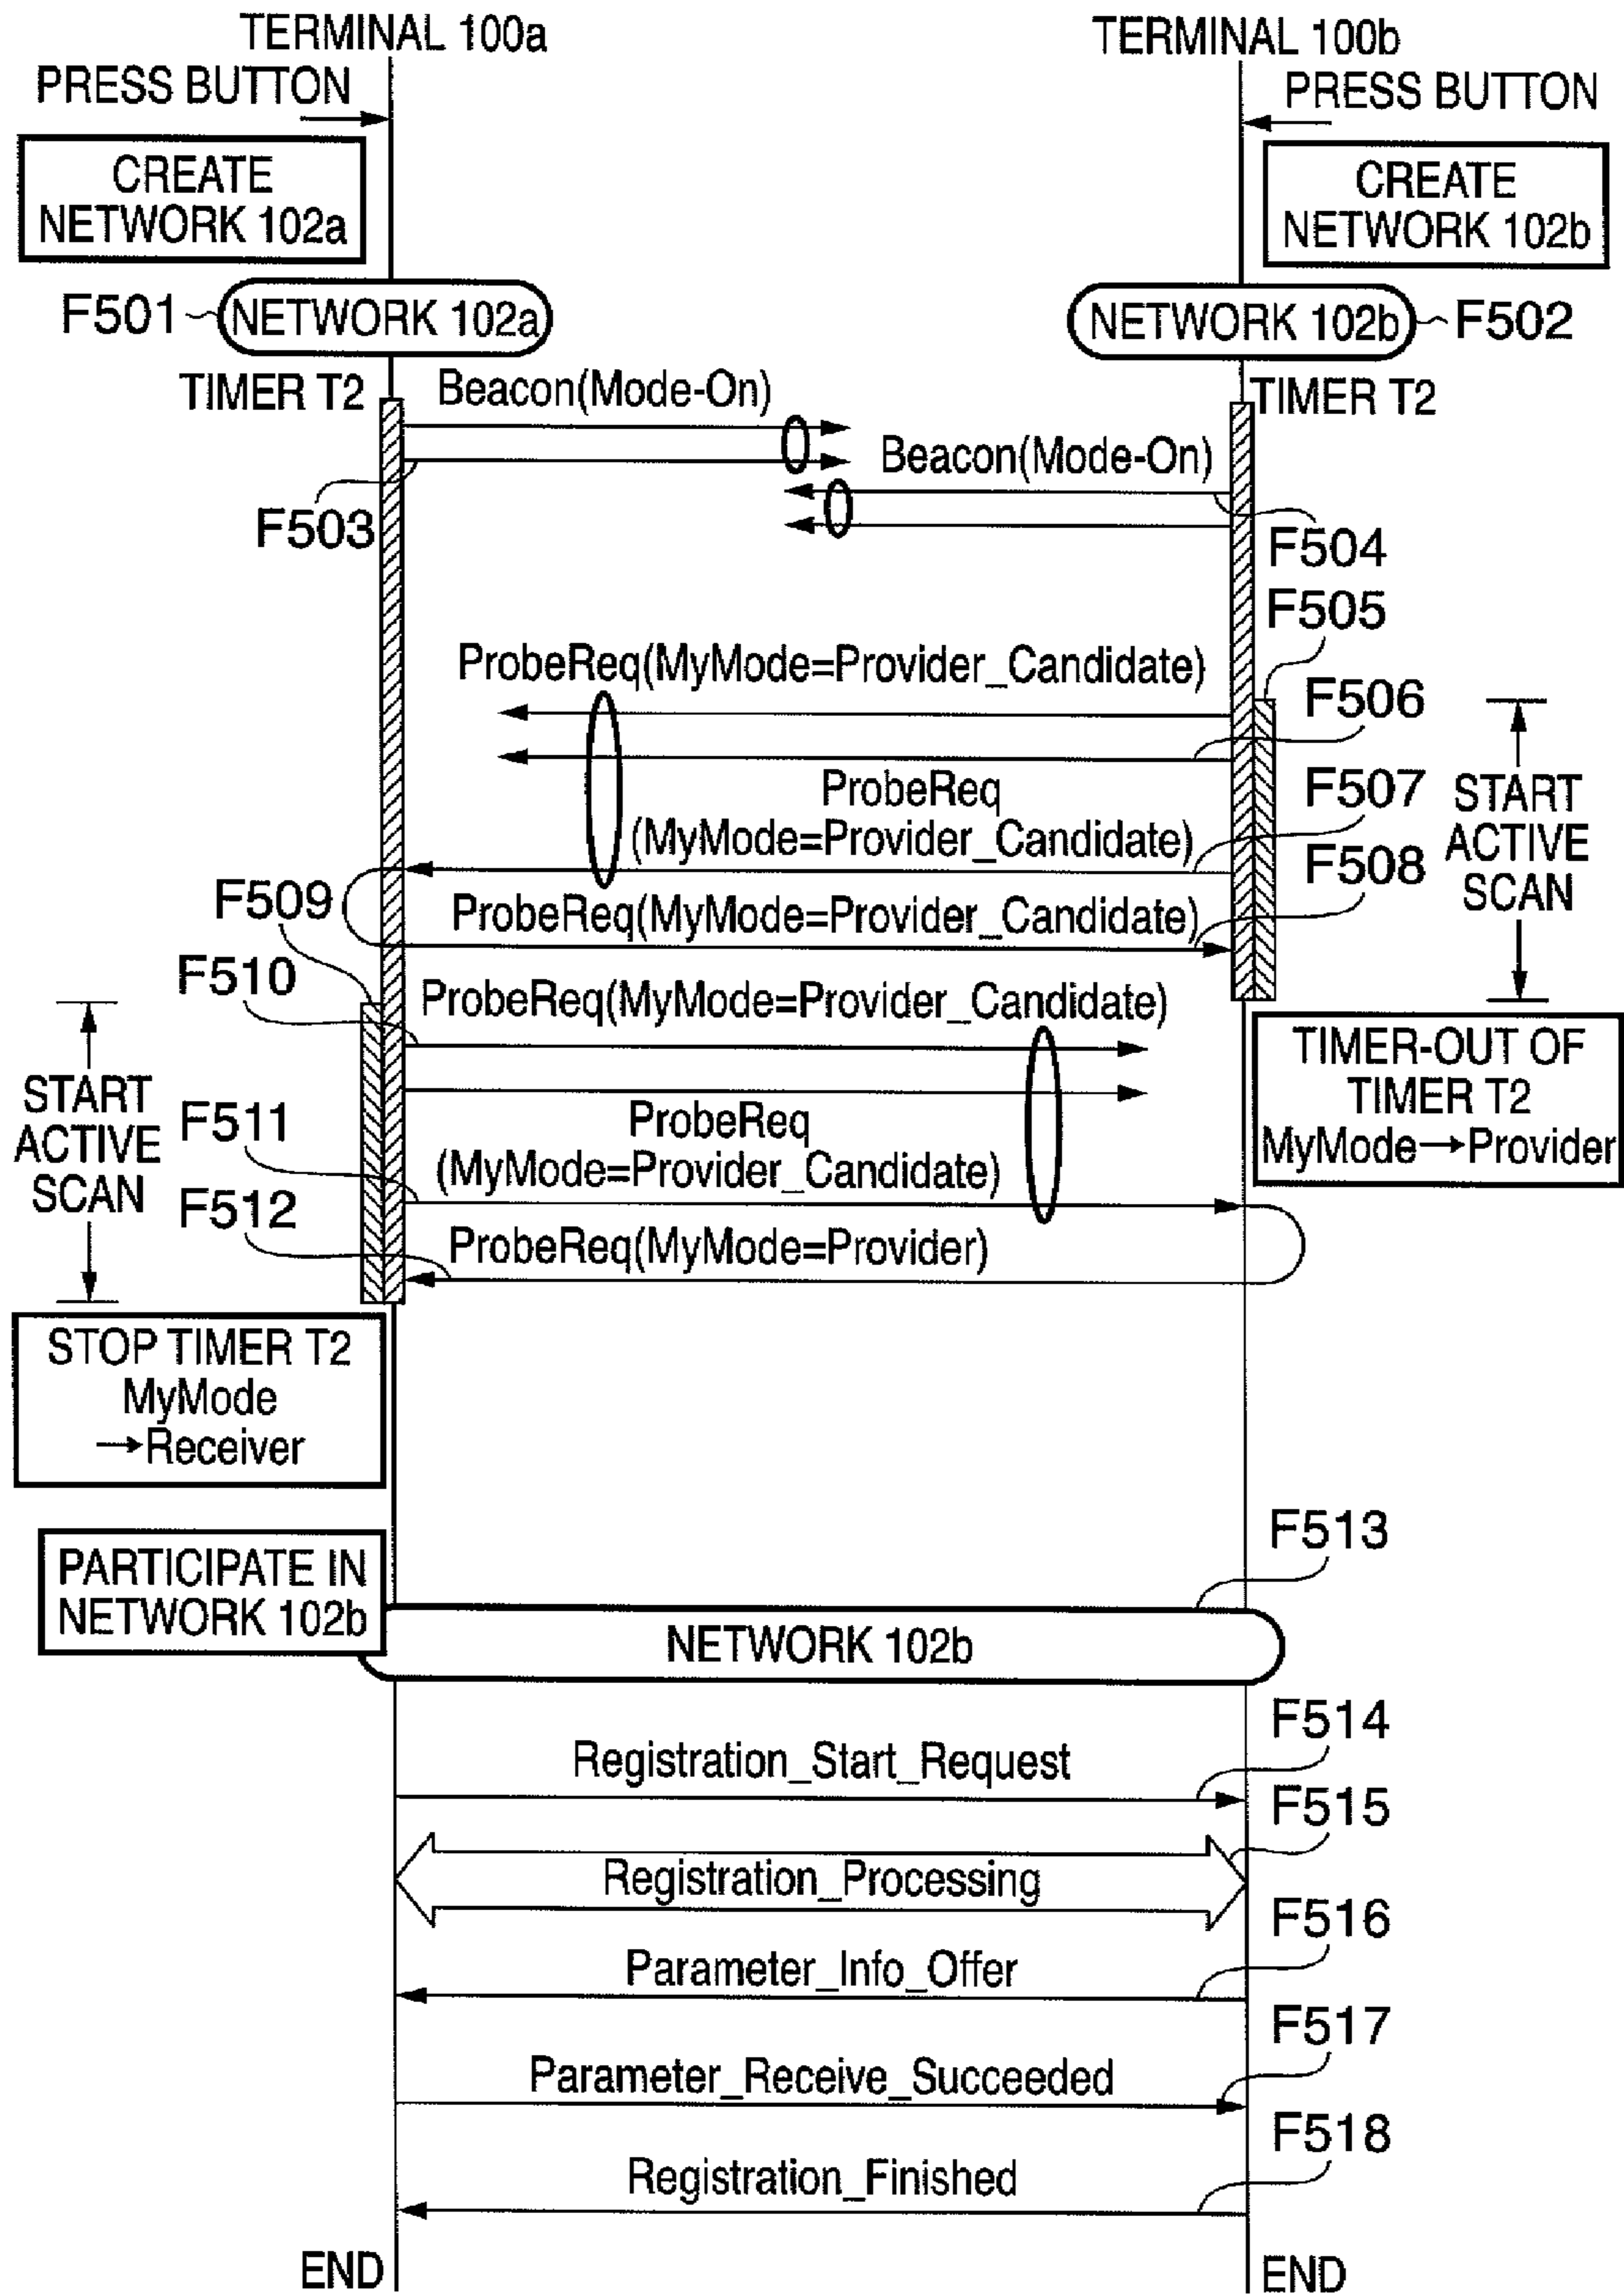 TERMINAL 100a
TERMINAL 100b
PRESS BUTTON
PRESS BUTTON
CREATE
NETWORK 102a
CREATE
NETWORK 102b
F501
NETWORK 102a
NETWORK 102b
F502
TIMER T2
Beacon(Mode-On)
TIMER T2
Beacon(Mode-On)
F503
F504
F505
ProbeReq(MyMode=Provider_Candidate)
F506
ProbeReq
(MyMode=Provider_Candidate)
F507
START
ACTIVE
SCAN
F508
F509
ProbeReq(MyMode=Provider_Candidate)
F510
ProbeReq(MyMode=Provider_Candidate)
TIMER-OUT OF
TIMER T2
MyMode→Provider
START
ACTIVE
SCAN
F511
ProbeReq
(MyMode=Provider_Candidate)
F512
ProbeReq(MyMode=Provider)
STOP TIMER T2
MyMode
→Receiver
F513
PARTICIPATE IN
NETWORK 102b
NETWORK 102b
F514
Registration_Start_Request
F515
Registration_Processing
F516
Parameter_Info_Offer
F517
Parameter_Receive_Succeeded
F518
Registration_Finished
END
END